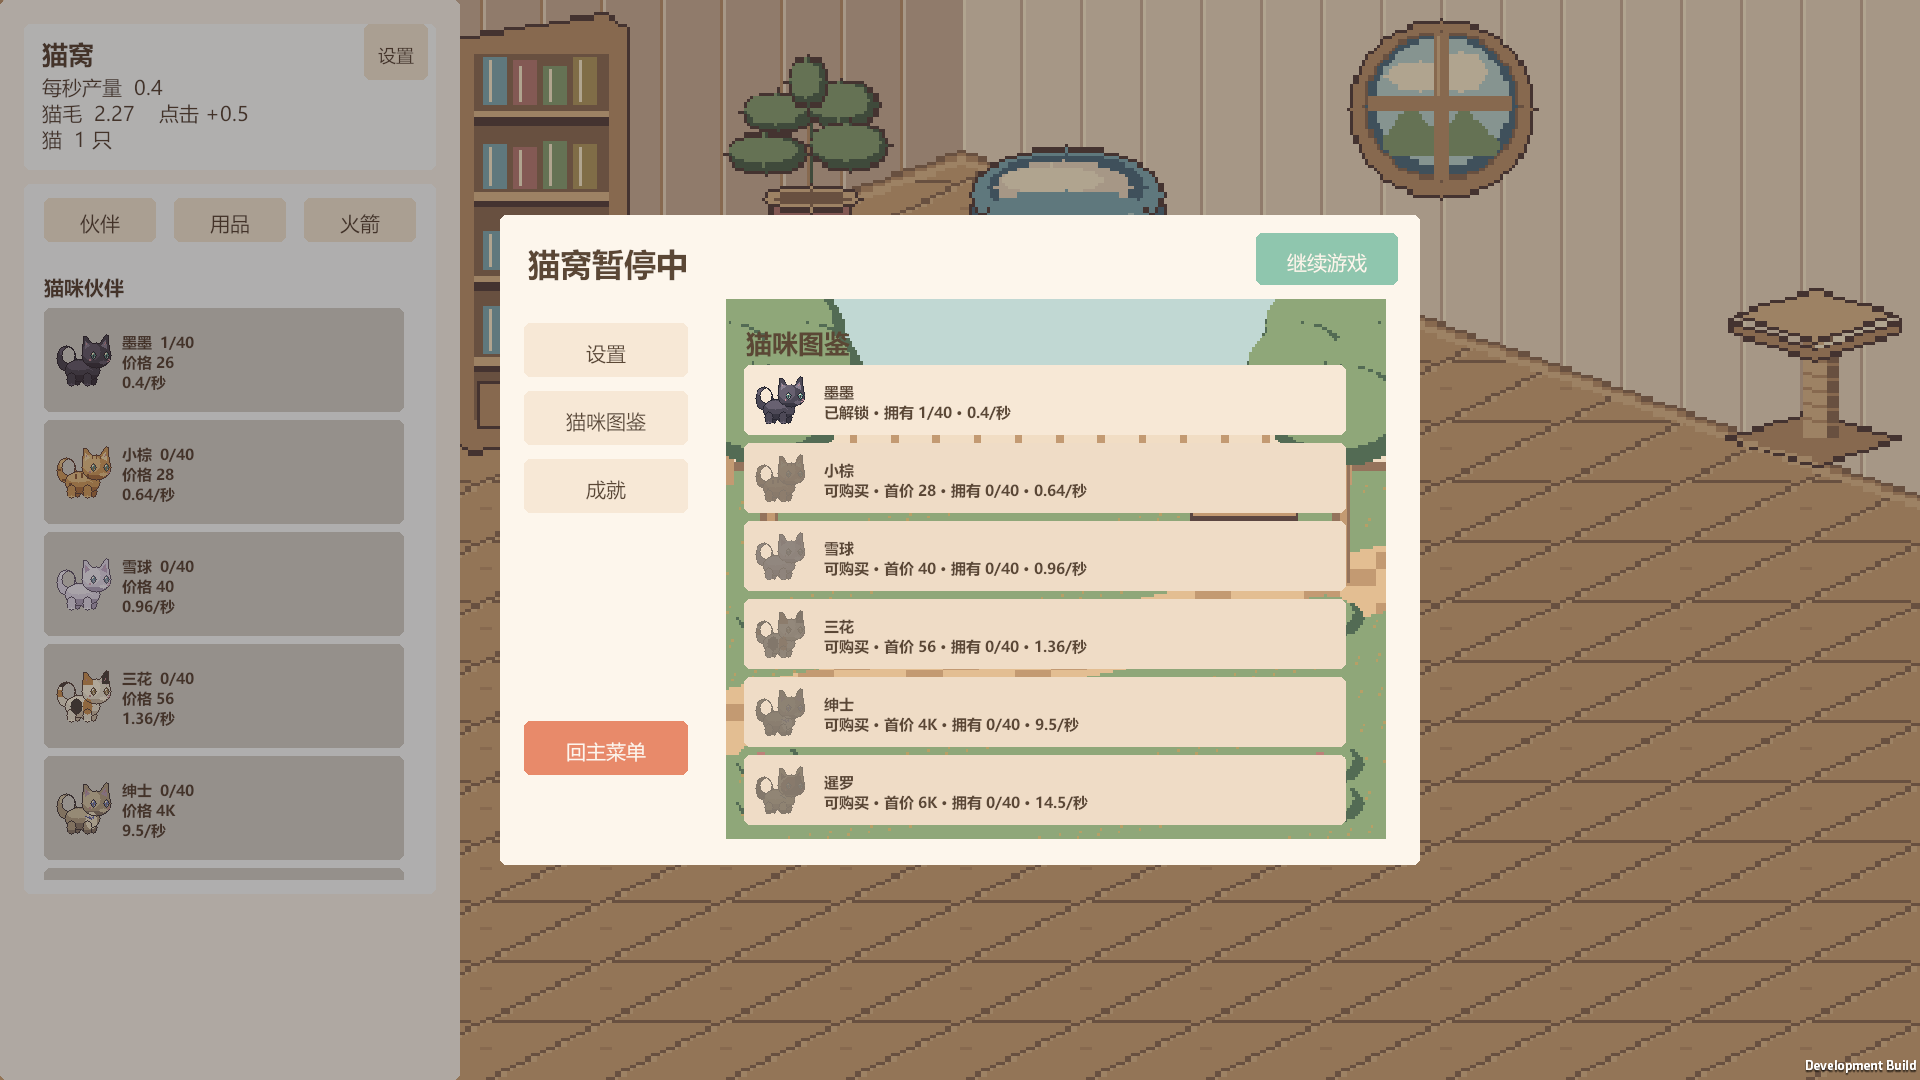 猫窝
设置
每秒产量 0.4
猫毛 2.27 点击 +0.5
猫 1 只
伙伴
用品
火箭
猫咪伙伴
墨墨 1/40
价格 26
0.4/秒
小棕 0/40
价格 28
0.64/秒
雪球 0/40
价格 40
0.96/秒
三花 0/40
价格 56
1.36/秒
绅士 0/40
价格 4K
9.5/秒
猫窝暂停中
继续游戏
设置
猫咪图鉴
成就
回主菜单
猫咪图鉴
墨墨
已解锁•拥有 1/40•0.4/秒
小棕
可购买•首价 28•拥有 0/40•0.64/秒
雪球
可购买•首价 40•拥有 0/40•0.96/秒
三花
可购买•首价 56•拥有 0/40•1.36/秒
绅士
可购买•首价 4K•拥有 0/40•9.5/秒
暹罗
可购买•首价 6K•拥有 0/40•14.5/秒
Development Build